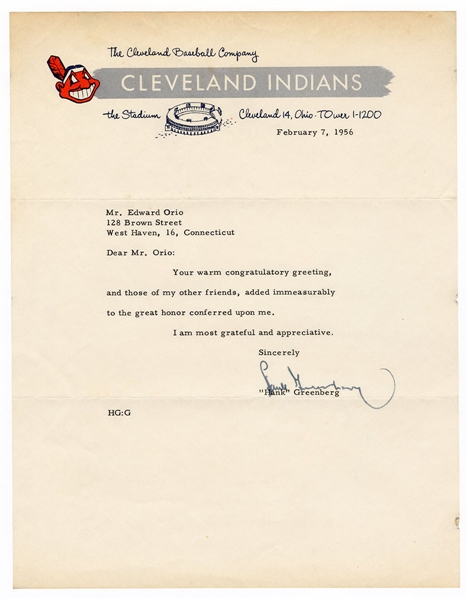 The Cleveland Baseball Company
CLEVELAND INDIANS
the Stadium
Cleveland 14, Ohio · TOwer 1-1200
February 7, 1956
Mr. Edward Orio
128 Brown Street
West Haven, 16, Connecticut
Dear Mr. Orio:
Your warm congratulatory greeting,
and those of my other friends, added immeasurably
to the great honor conferred upon me.
I am most grateful and appreciative.
Sincerely
Hank Greenberg
"Hank" Greenberg
HG:G